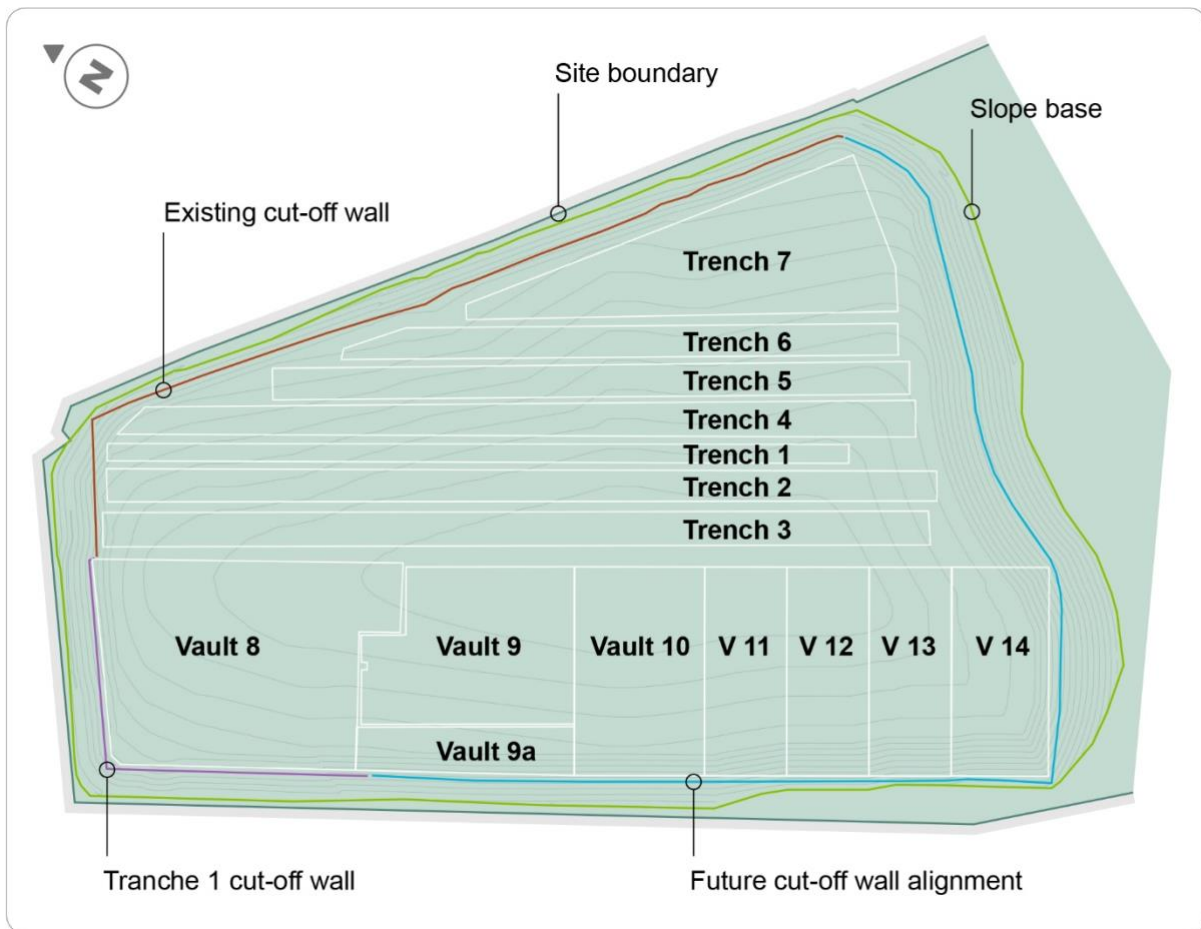 N
Site boundary
Slope base
Existing cut-off wall
Trench 7
Trench 6
Trench 5
Trench 4
Trench 1
Trench 2
Trench 3
Vault 8
Vault 9
Vault 10
V 11
V 12
V 13
V 14
Vault 9a
Tranche 1 cut-off wall
Future cut-off wall alignment